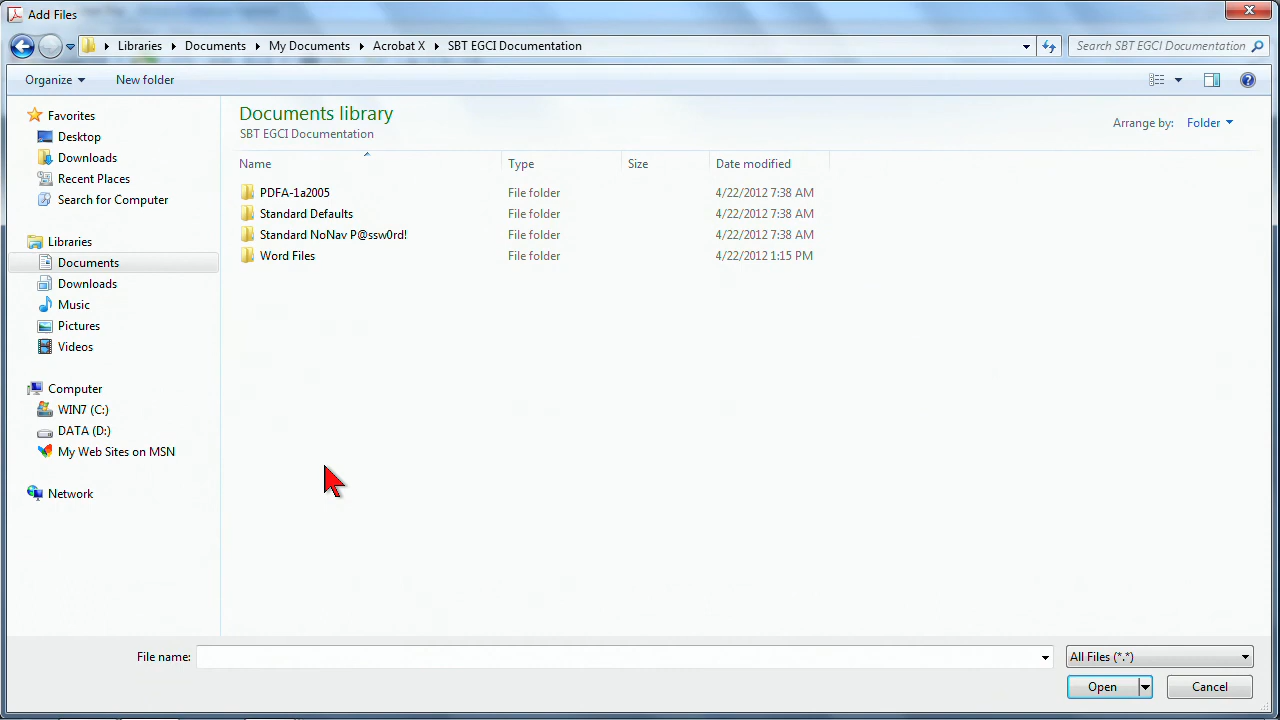 Add Files
Libraries Documents My Documents Acrobat X SBT EGCI Documentation
Search SBT EGCI Documentation
Organize New folder
Favorites
Desktop
Downloads
Recent Places
Search for Computer
Libraries
Documents
Downloads
Music
Pictures
Videos
Computer
WIN7 (C:)
DATA (D:)
My Web Sites on MSN
Network
Documents library
SBT EGCI Documentation
Arrange by: Folder
Name Type Size Date modified
PDFA-1a2005 File folder 4/22/2012 7:38 AM
Standard Defaults File folder 4/22/2012 7:38 AM
Standard NoNav P@ssw0rd! File folder 4/22/2012 7:38 AM
Word Files File folder 4/22/2012 1:15 PM
File name: All Files (*.*)
Open Cancel